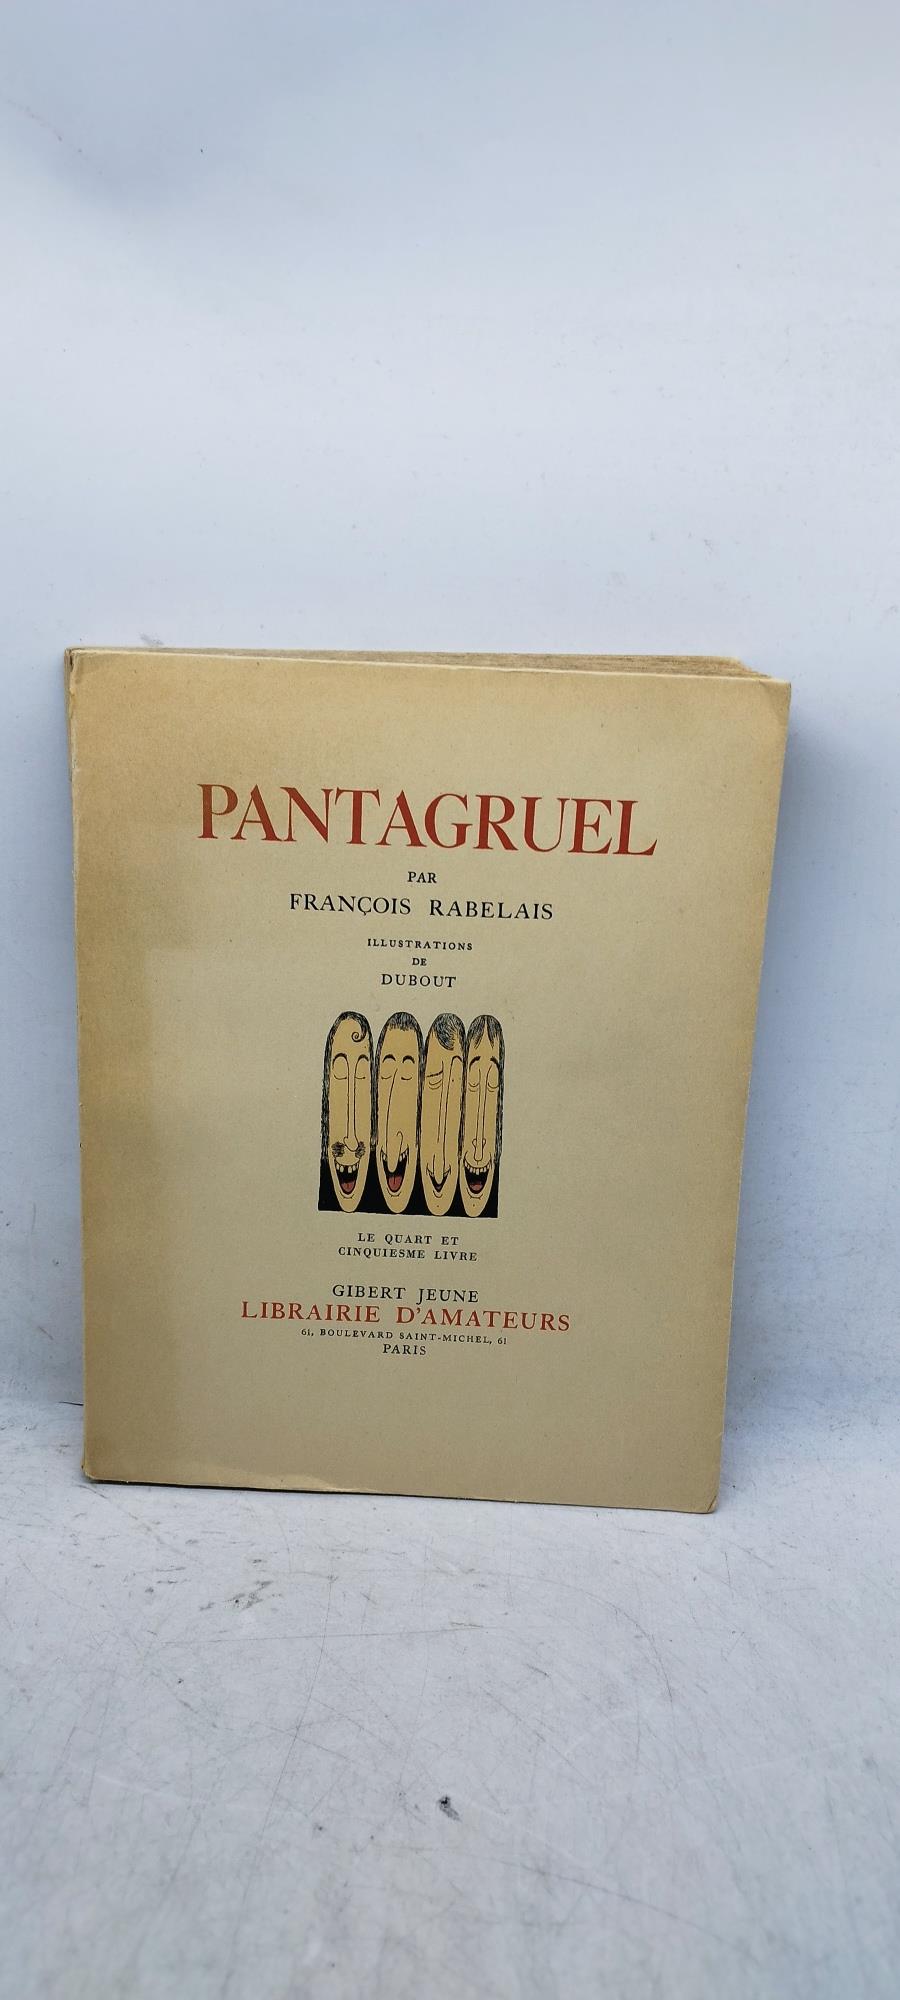 PANTAGRUEL
PAR
FRANÇOIS RABELAIS
ILLUSTRATIONS
DE
DUBOUT
LE QUART ET
CINQUIESME LIVRE
GIBERT JEUNE
LIBRAIRIE D'AMATEURS
61, BOULEVARD SAINT-MICHEL, 61
PARIS